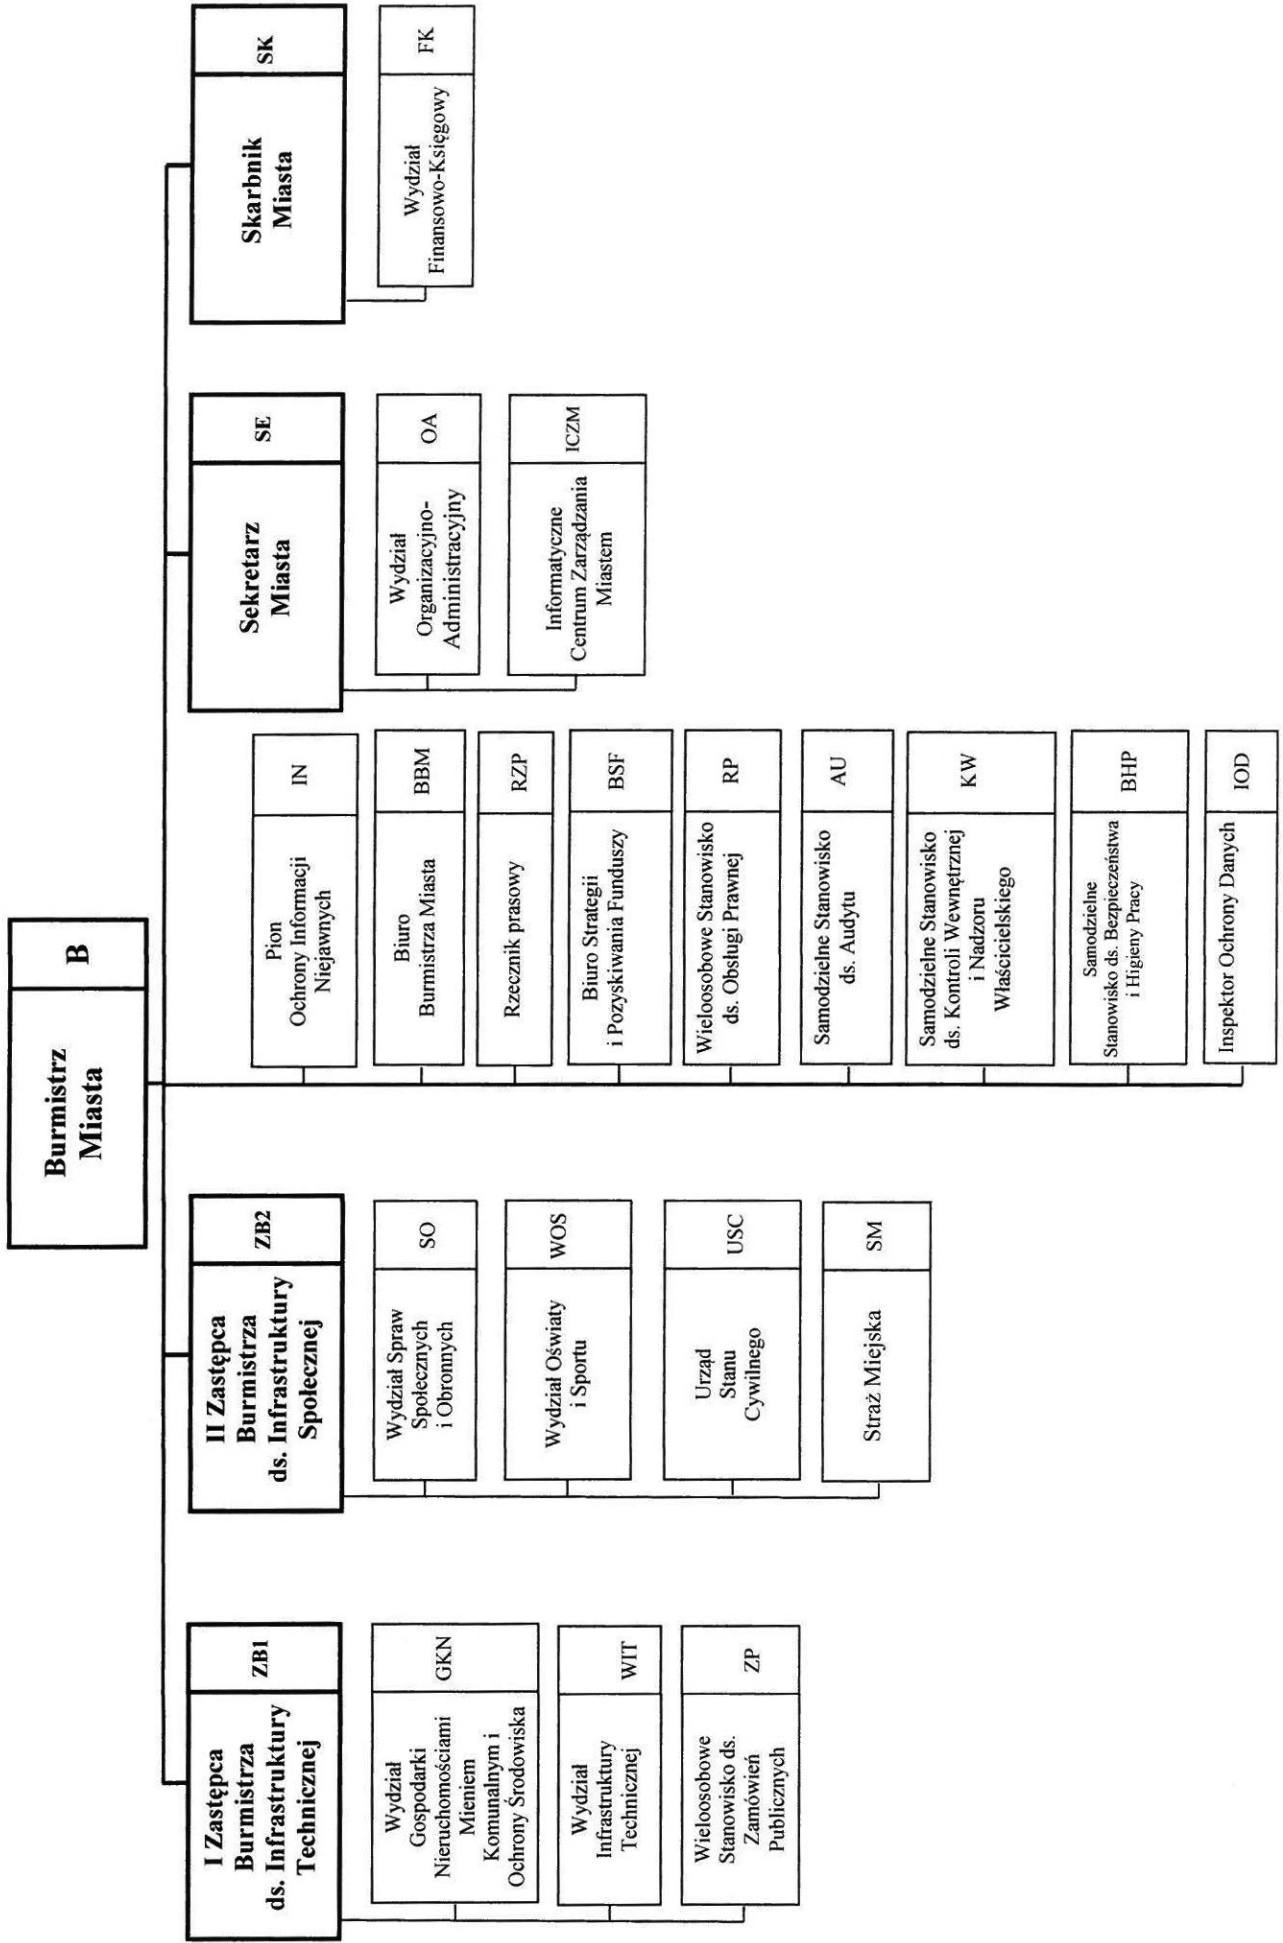 Burmistrz
Miasta
B
I Zastępca
Burmistrza
ds. Infrastruktury
Technicznej
ZB1
Wydział
Gospodarki
Nieruchomościami
Mieniem
Komunalnym i
Ochrony Środowiska
GKN
Wydział
Infrastruktury
Technicznej
WIT
Wieloosobowe
Stanowisko ds.
Zamówień
Publicznych
ZP
II Zastępca
Burmistrza
ds. Infrastruktury
Społecznej
ZB2
Wydział Spraw
Społecznych
i Obronnych
SO
Wydział Oświaty
i Sportu
WOS
Urząd
Stanu
Cywilnego
USC
Straż Miejska
SM
Pion
Ochrony Informacji
Niejawnych
IN
Biuro
Burmistrza Miasta
BBM
Rzecznik prasowy
RZP
Biuro Strategii
i Pozyskiwania Funduszy
BSF
Wieloosobowe Stanowisko
ds. Obsługi Prawnej
RP
Samodzielne Stanowisko
ds. Audytu
AU
Samodzielne Stanowisko
ds. Kontroli Wewnętrznej
i Nadzoru
Właścicielskiego
KW
Samodzielne
Stanowisko ds. Bezpieczeństwa
i Higieny Pracy
BHP
Inspektor Ochrony Danych
IOD
Sekretarz
Miasta
SE
Wydział
Organizacyjno-
Administracyjny
OA
Informatyczne
Centrum Zarządzania
Miastem
ICZM
Skarbnik
Miasta
SK
Wydział
Finansowo-Księgowy
FK